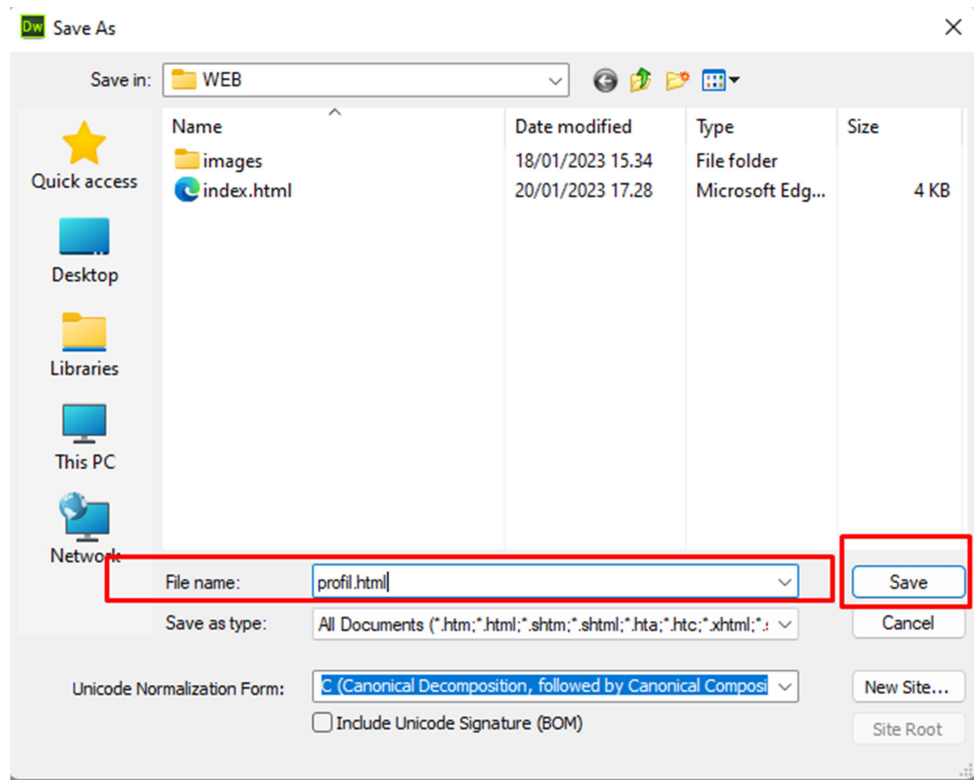 Dw Save As
Save in: WEB
Name Date modified Type Size
images 18/01/2023 15.34 File folder
index.html 20/01/2023 17.28 Microsoft Edg... 4 KB
Quick access
Desktop
Libraries
This PC
Network
File name: profil.html Save
Save as type: All Documents (*.htm;*.html;*.shtm;*.shtml;*.hta;*.htc;*.xhtml;*.s Cancel
Unicode Normalization Form: C (Canonical Decomposition, followed by Canonical Composi New Site...
Include Unicode Signature (BOM) Site Root